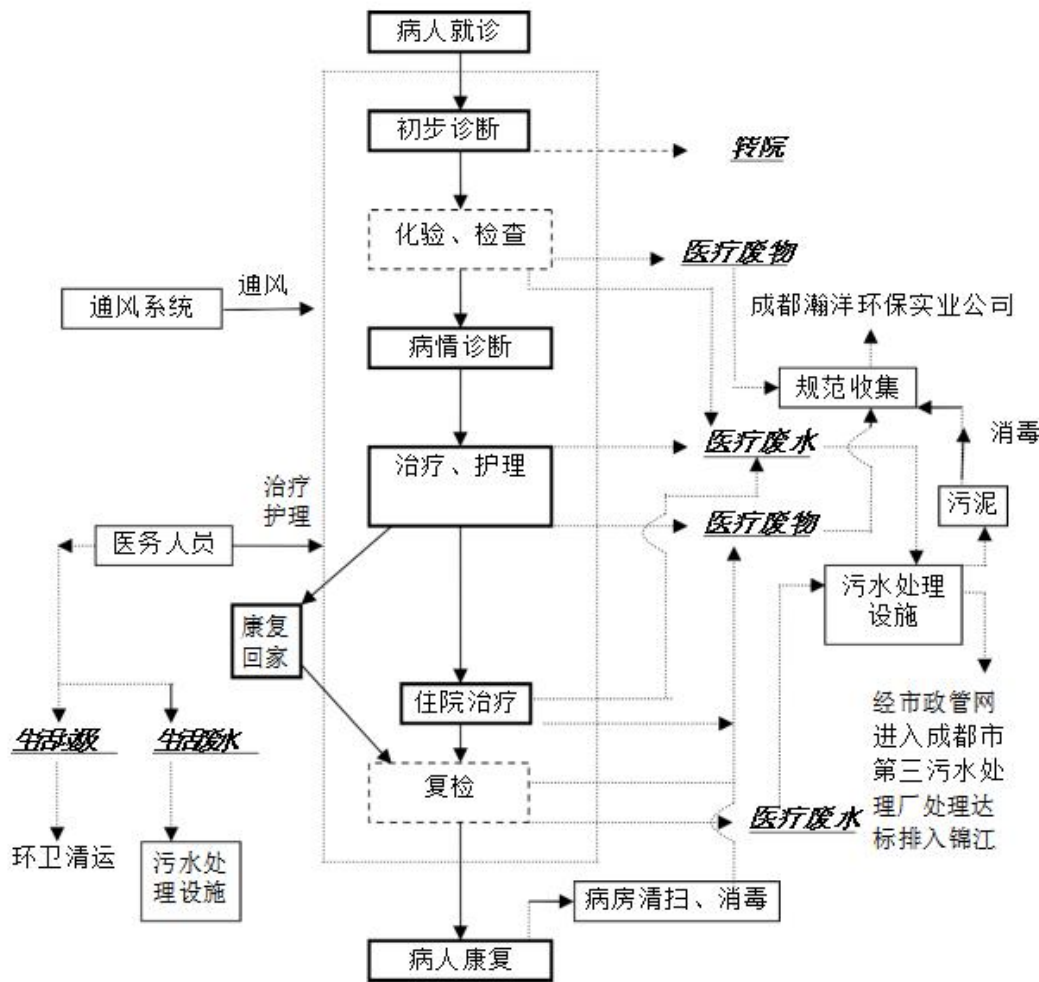 病人就诊
初步诊断
转院
化验、检查
医疗废物
通风
通风系统
成都瀚洋环保实业公司
病情诊断
规范收集
消毒
治疗、护理
医疗废水
治疗
护理
污泥
医疗废物
医务人员
污水处理
设施
康复
回家
住院治疗
经市政管网
进入成都市
第三污水处
理厂处理达
标排入锦江
生活垃圾
生活废水
复检
医疗废水
环卫清运
污水处
理设施
病房清扫、消毒
病人康复